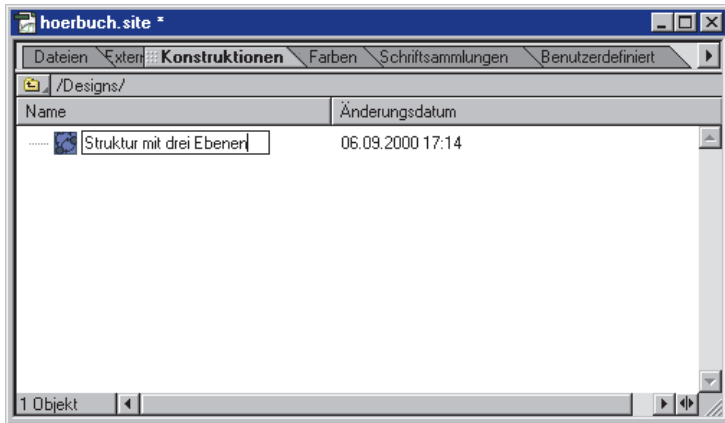 hoerbuch.site *
Dateien Extern Konstruktionen Farben Schriftsammlungen Benutzerdefiniert
/Designs/
Name Änderungsdatum
Struktur mit drei Ebenen 06.09.2000 17:14
1 Objekt